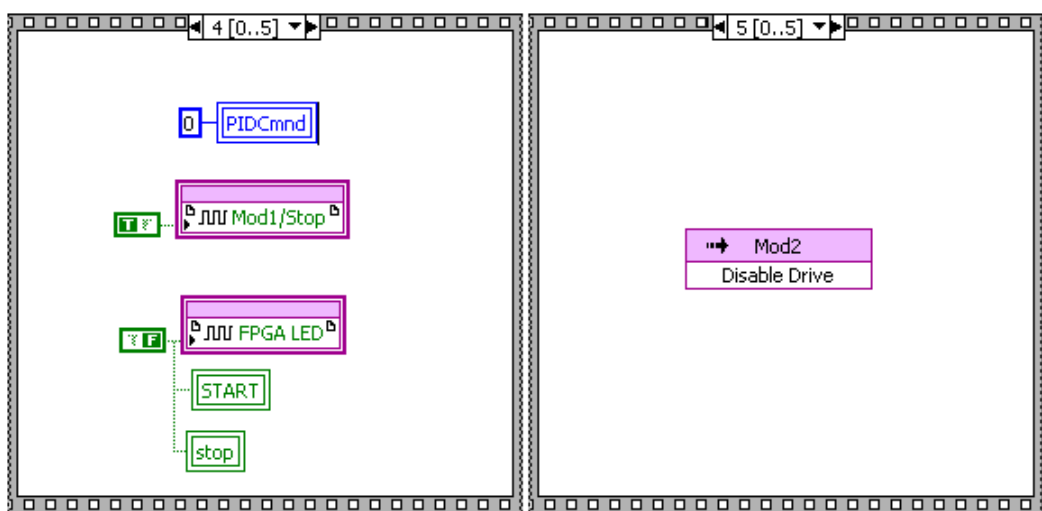 4 [0..5]
0
PIDCmnd
T
Mod1/Stop
F
FPGA LED
START
stop
5 [0..5]
Mod2
Disable Drive